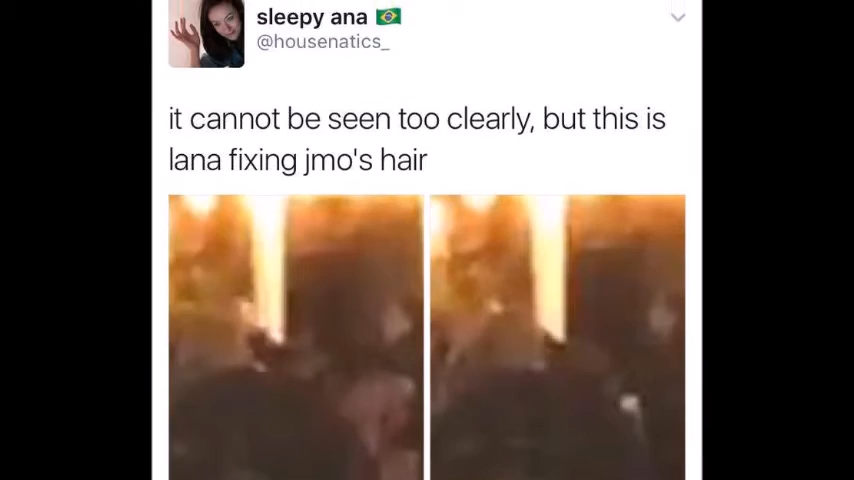 sleepy ana 🇧🇷
@housenatics_
it cannot be seen too clearly, but this is
lana fixing jmo's hair